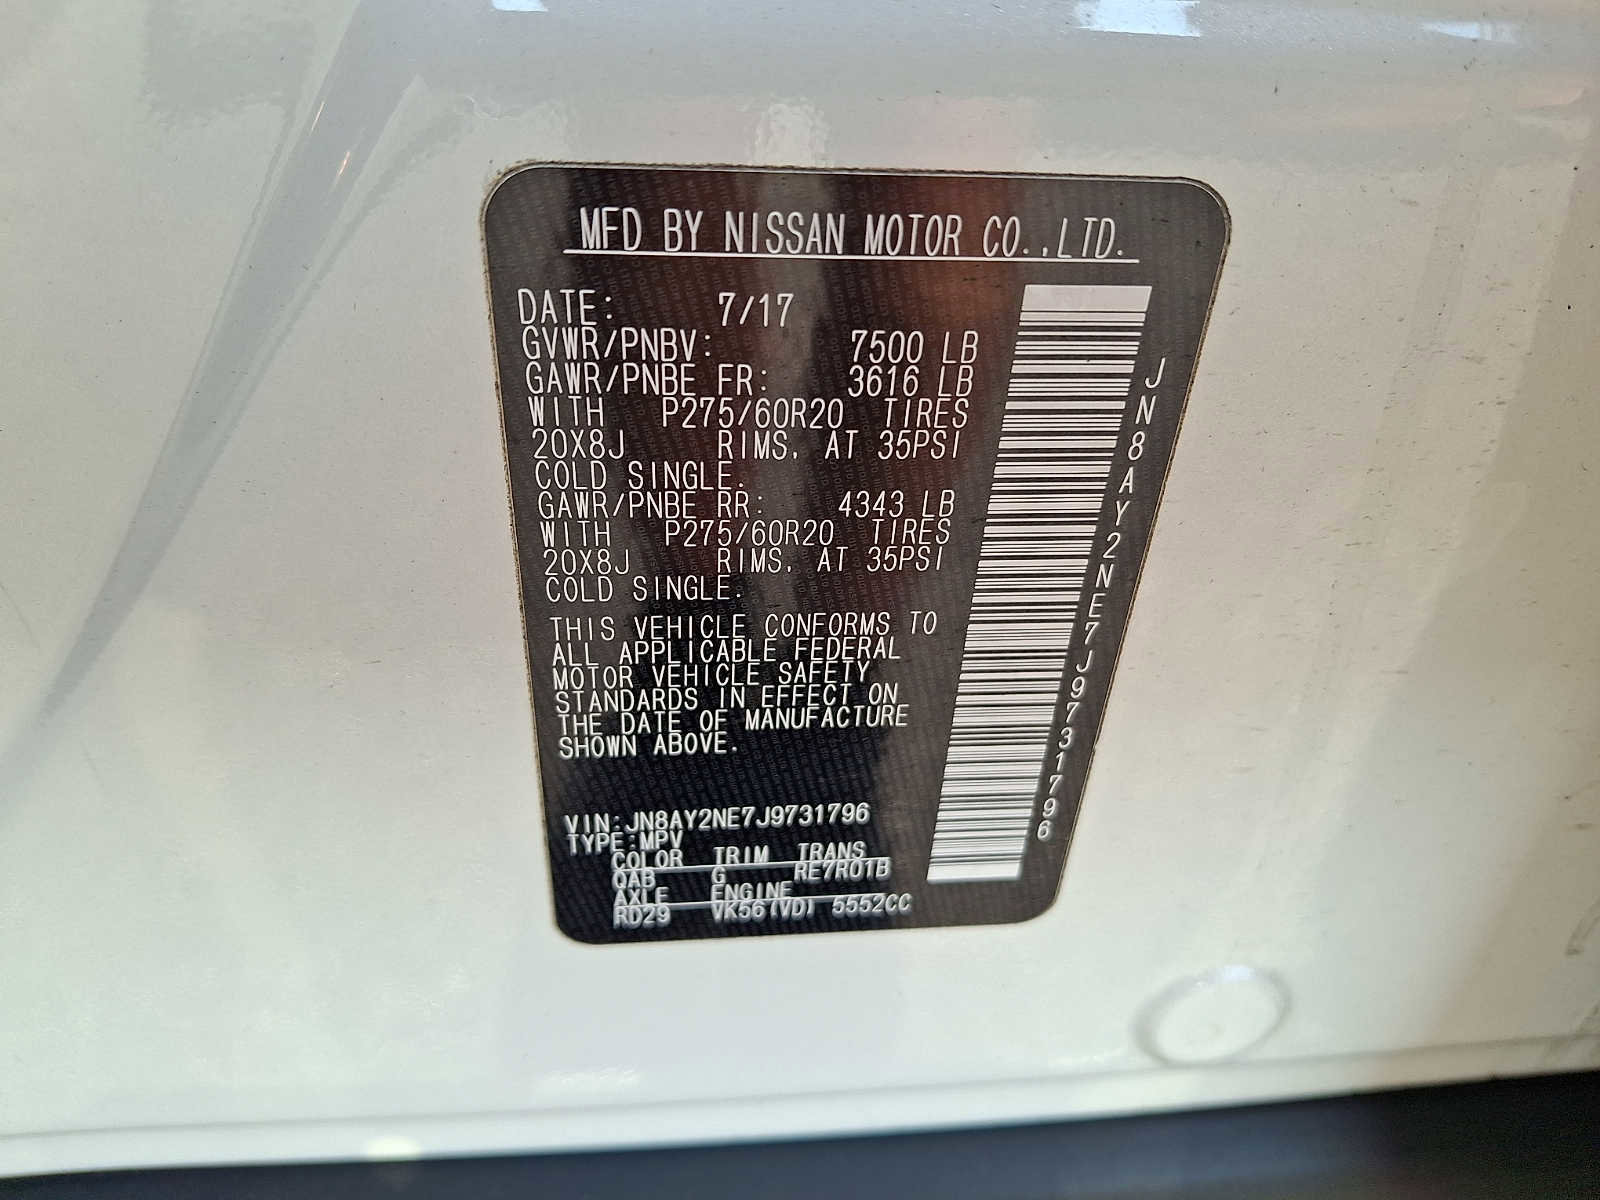 MFD BY NISSAN MOTOR CO.,LTD.
DATE: 7/17
GVWR/PNBV: 7500 LB
GAWR/PNBE FR: 3616 LB
WITH P275/60R20 TIRES
20X8J RIMS, AT 35PSI
COLD SINGLE.
GAWR/PNBE RR: 4343 LB
WITH P275/60R20 TIRES
20X8J RIMS, AT 35PSI
COLD SINGLE.
THIS VEHICLE CONFORMS TO
ALL APPLICABLE FEDERAL
MOTOR VEHICLE SAFETY
STANDARDS IN EFFECT ON
THE DATE OF MANUFACTURE
SHOWN ABOVE.
VIN:JN8AY2NE7J9731796
TYPE:MPV
COLOR TRIM TRANS
QAB G RE7R01B
AXLE ENGINE
RD29 VK56(VD) 5552CC
JN8AY2NE7J9731796